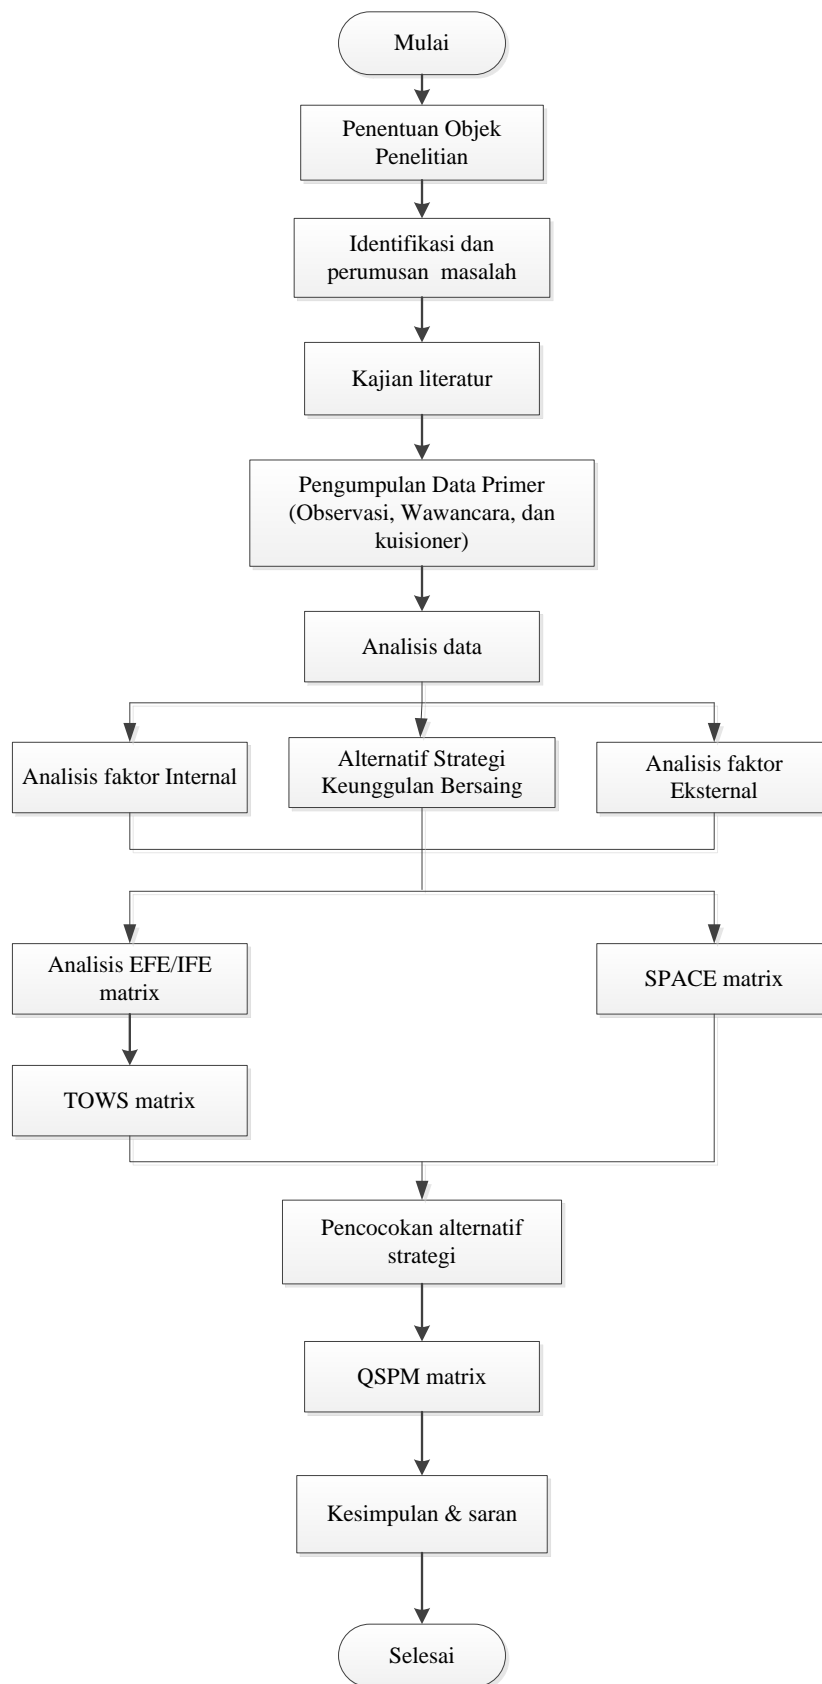 Mulai
Penentuan Objek
Penelitian
Identifikasi dan
perumusan  masalah
Kajian literatur
Pengumpulan Data Primer
(Observasi, Wawancara, dan
kuisioner)
Analisis data
Analisis faktor Internal
Alternatif Strategi
Keunggulan Bersaing
Analisis faktor
Eksternal
Analisis EFE/IFE
matrix
SPACE matrix
TOWS matrix
Pencocokan alternatif
strategi
QSPM matrix
Kesimpulan & saran
Selesai